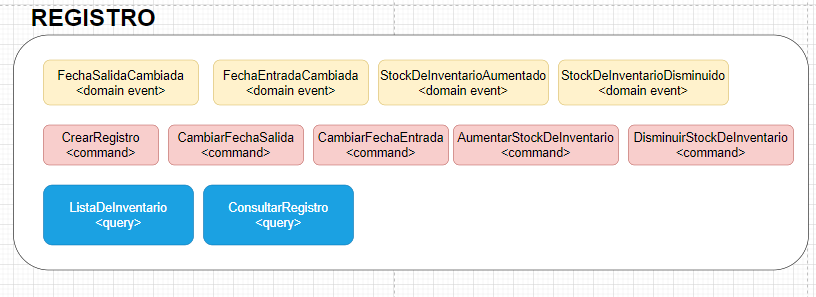 REGISTRO
FechaSalidaCambiada
<domain event>
FechaEntradaCambiada
<domain event>
StockDeInventarioAumentado
<domain event>
StockDeInventarioDisminuido
<domain event>
CrearRegistro
<command>
CambiarFechaSalida
<command>
CambiarFechaEntrada
<command>
AumentarStockDeInventario
<command>
DisminuirStockDeInventario
<command>
ListaDeInventario
<query>
ConsultarRegistro
<query>